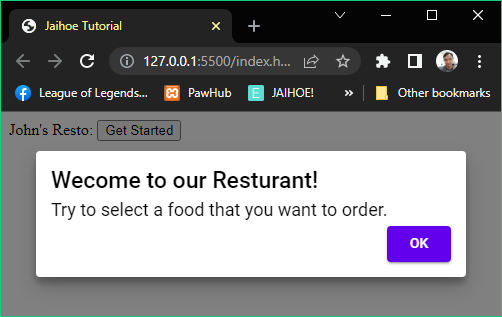 Jaihoe Tutorial
127.0.0.1:5500/index.h...
League of Legends... PawHub JAIHOE! » Other bookmarks
John's Resto: Get Started
Wecome to our Resturant!
Try to select a food that you want to order.
OK